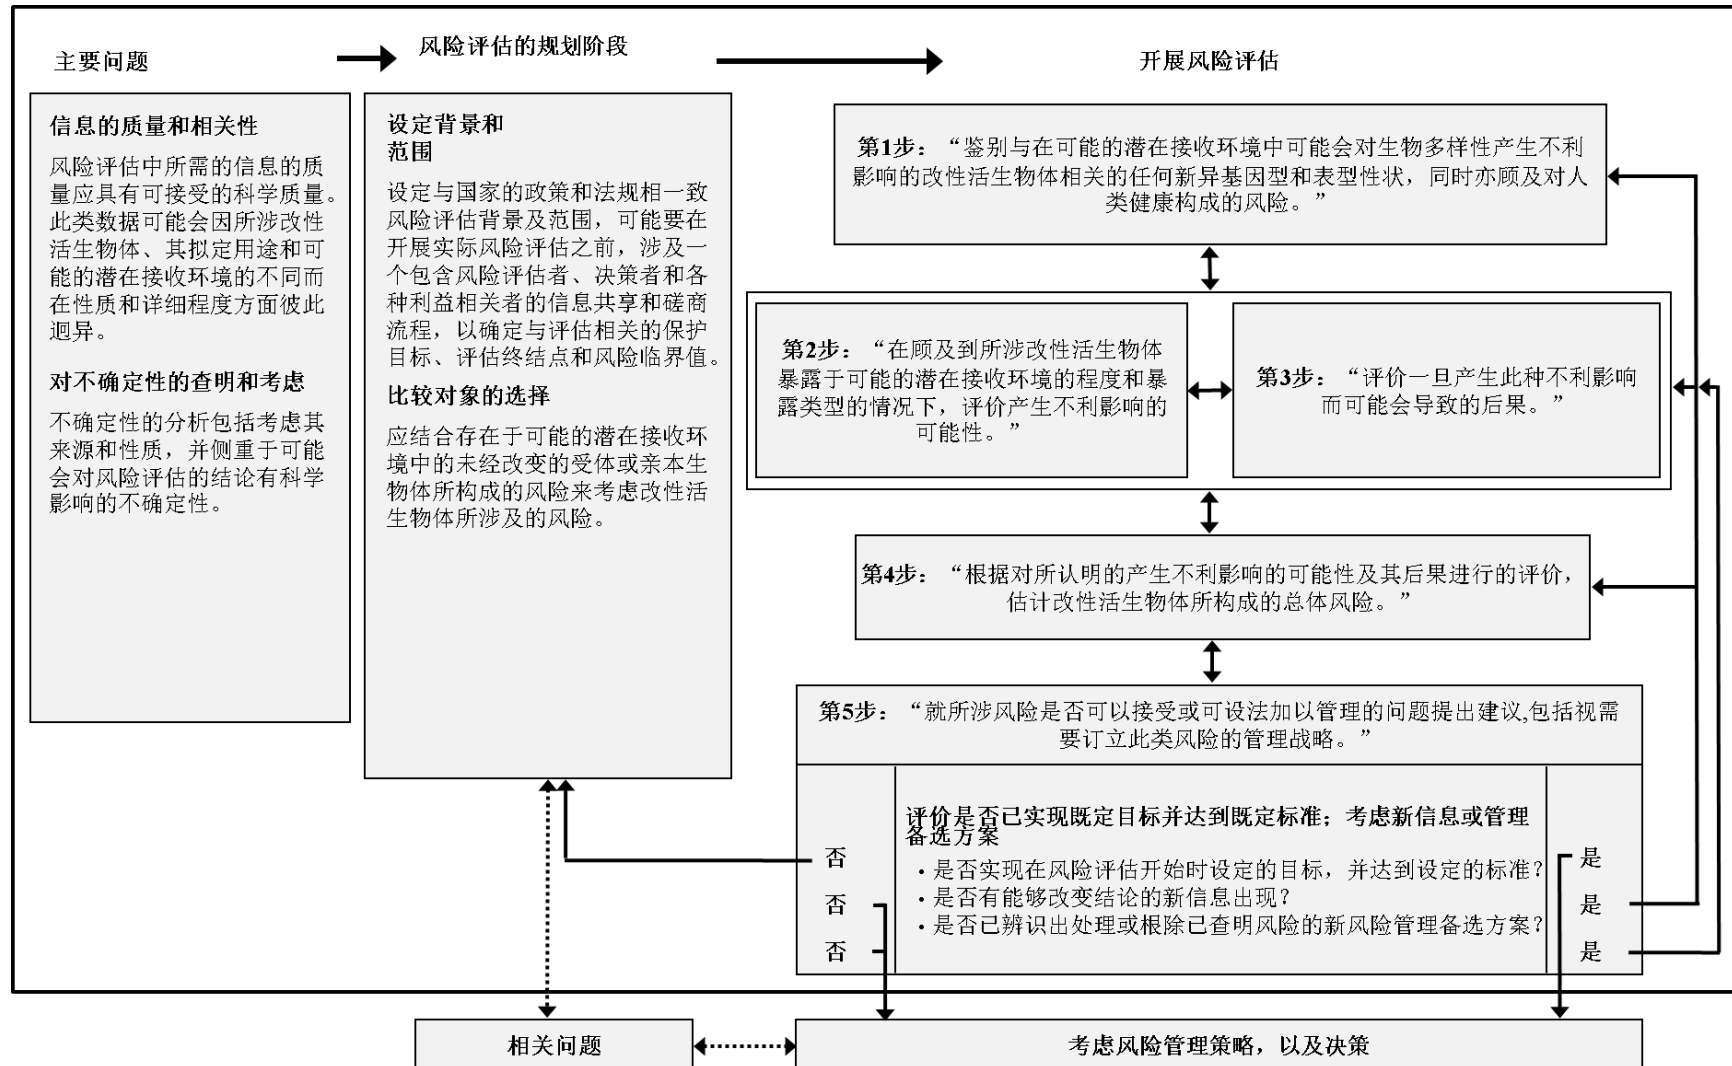 主要问题
风险评估的规划阶段
开展风险评估
信息的质量和相关性
风险评估中所需的信息的质
量应具有可接受的科学质量。
此类数据可能会因所涉改性
活生物体、其拟定用途和可
能的潜在接收环境的不同而
在性质和详细程度方面彼此
迥异。
对不确定性的查明和考虑
不确定性的分析包括考虑其
来源和性质，并侧重于可能
会对风险评估的结论有科学
影响的不确定性。
设定背景和
范围
设定与国家的政策和法规相一致
风险评估背景及范围，可能要在
开展实际风险评估之前，涉及一
个包含风险评估者、决策者和各
种利益相关者的信息共享和磋商
流程，以确定与评估相关的保护
目标、评估终结点和风险临界值。
比较对象的选择
应结合存在于可能的潜在接收环
境中的未经改变的受体或亲本生
物体所构成的风险来考虑改性活
生物体所涉及的风险。
第1步：“鉴别与在可能的潜在接收环境中可能会对生物多样性产生不利
影响的改性活生物体相关的任何新异基因型和表型性状，同时亦顾及对人
类健康构成的风险。”
第2步：“在顾及到所涉改性活生物体
暴露于可能的潜在接收环境的程度和暴
露类型的情况下，评价产生不利影响的
可能性。”
第3步：“评价一旦产生此种不利影响
而可能会导致的后果。”
第4步：“根据对所认明的产生不利影响的可能性及其后果进行的评价，
估计改性活生物体所构成的总体风险。”
第5步：“就所涉风险是否可以接受或可设法加以管理的问题提出建议,包括视需
要订立此类风险的管理战略。”
评价是否已实现既定目标并达到既定标准；考虑新信息或管理
备选方案
否
•是否实现在风险评估开始时设定的目标，并达到设定的标准？
是
否
•是否有能够改变结论的新信息出现？
是
否
•是否已辨识出处理或根除已查明风险的新风险管理备选方案？
是
相关问题
考虑风险管理策略，以及决策